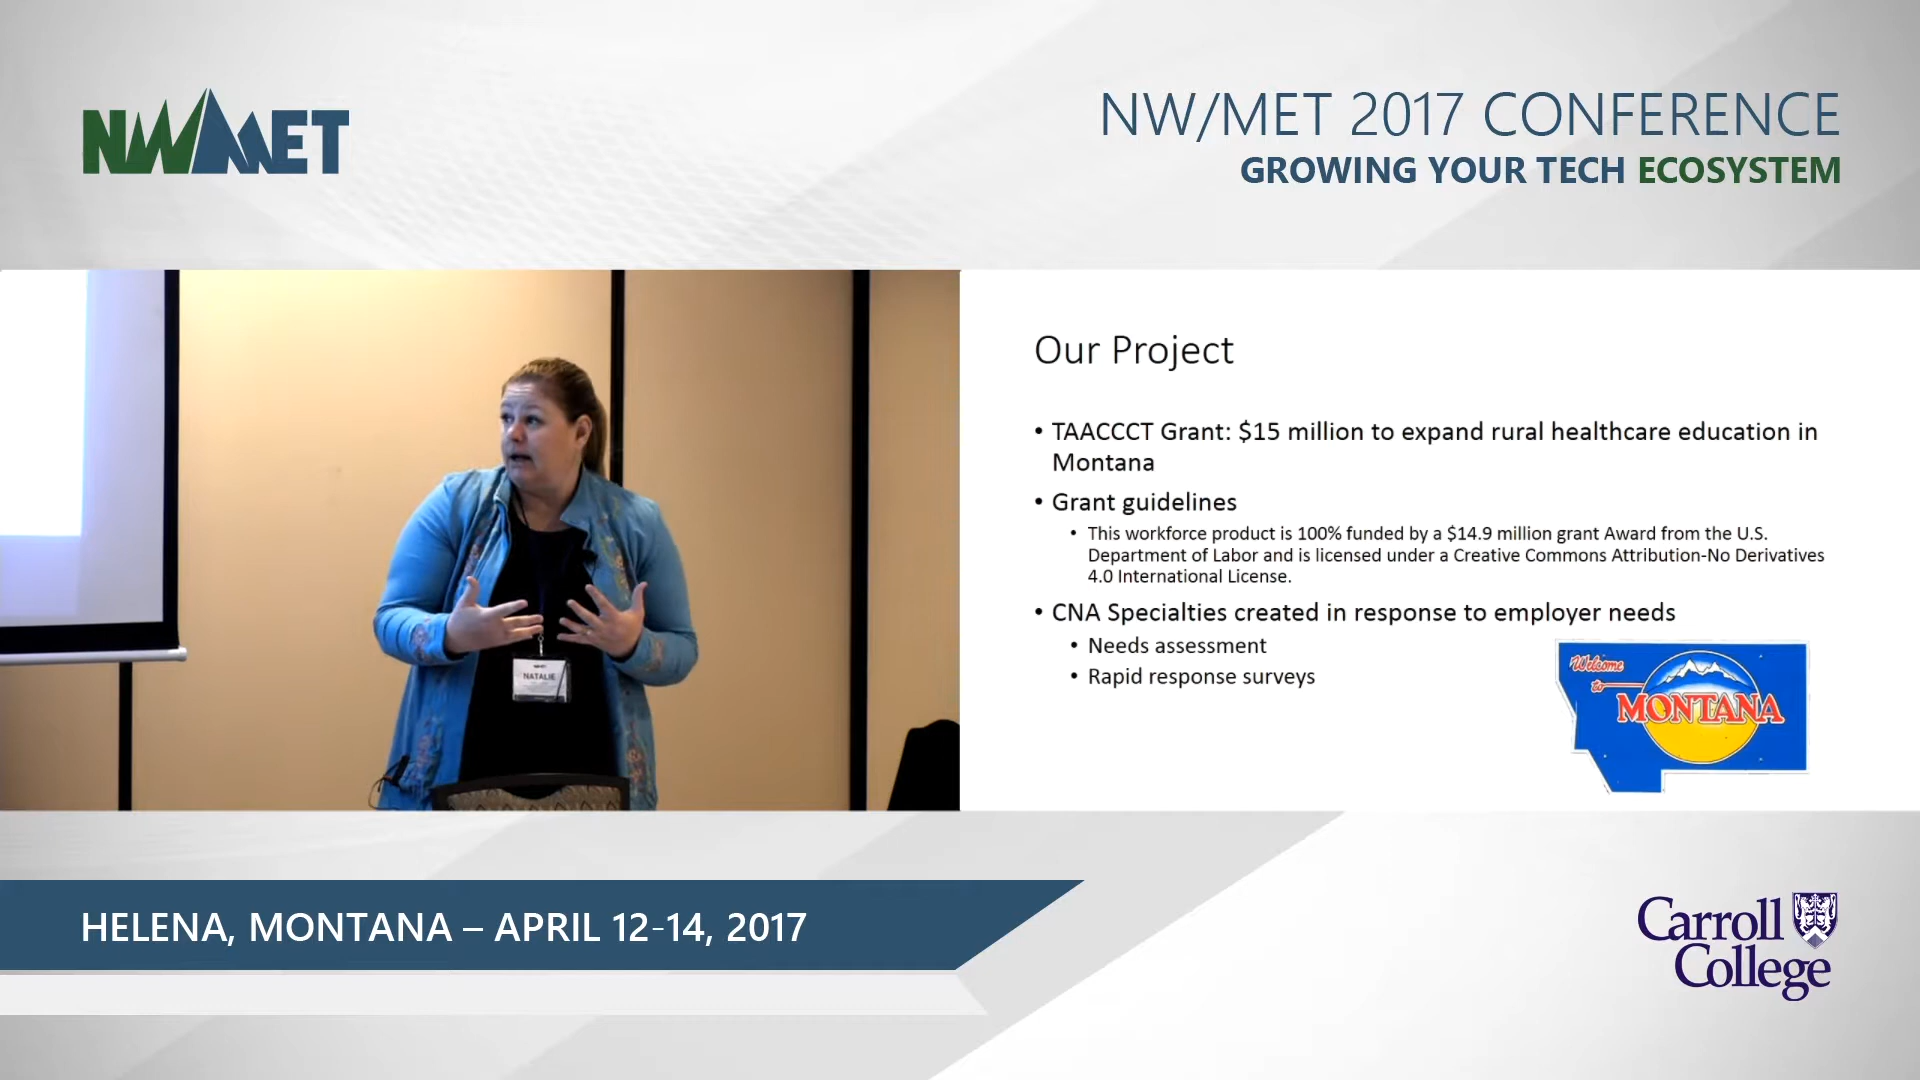 NWMET
NW/MET 2017 CONFERENCE
GROWING YOUR TECH ECOSYSTEM
NATALIE
Our Project
• TAACCCT Grant: $15 million to expand rural healthcare education in
Montana
• Grant guidelines
• This workforce product is 100% funded by a $14.9 million grant Award from the U.S.
Department of Labor and is licensed under a Creative Commons Attribution-No Derivatives
4.0 International License.
• CNA Specialties created in response to employer needs
• Needs assessment
• Rapid response surveys
Welcome
to
MONTANA
HELENA, MONTANA – APRIL 12-14, 2017
Carroll
College